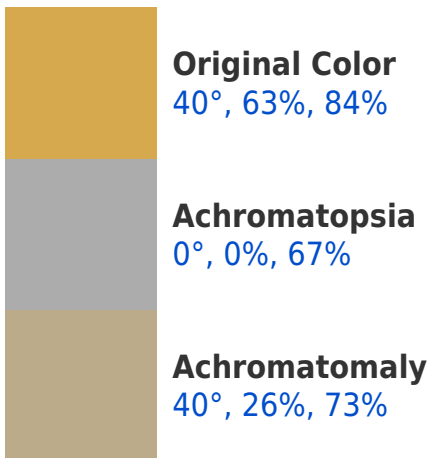 Original Color
40°, 63%, 84%
Achromatopsia
0°, 0%, 67%
Achromatomaly
40°, 26%, 73%